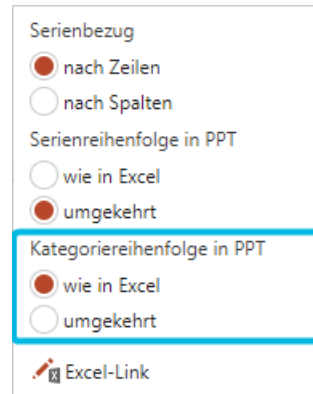 Serienbezug
nach Zeilen
nach Spalten
Serienreihenfolge in PPT
wie in Excel
umgekehrt
Kategoriereihenfolge in PPT
wie in Excel
umgekehrt
Excel-Link